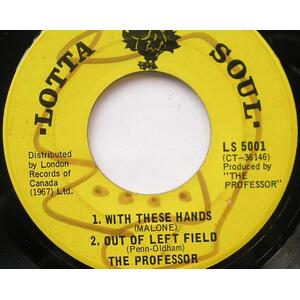 ·LOTTA SOUL·
Distributed
by London
Records of
Canada
(1967) Ltd.
LS 5001
(CT-36146)
Produced by
"THE
PROFESSOR"
1. WITH THESE HANDS
(MALONE)
2. OUT OF LEFT FIELD
(Penn-Oldham)
THE PROFESSOR